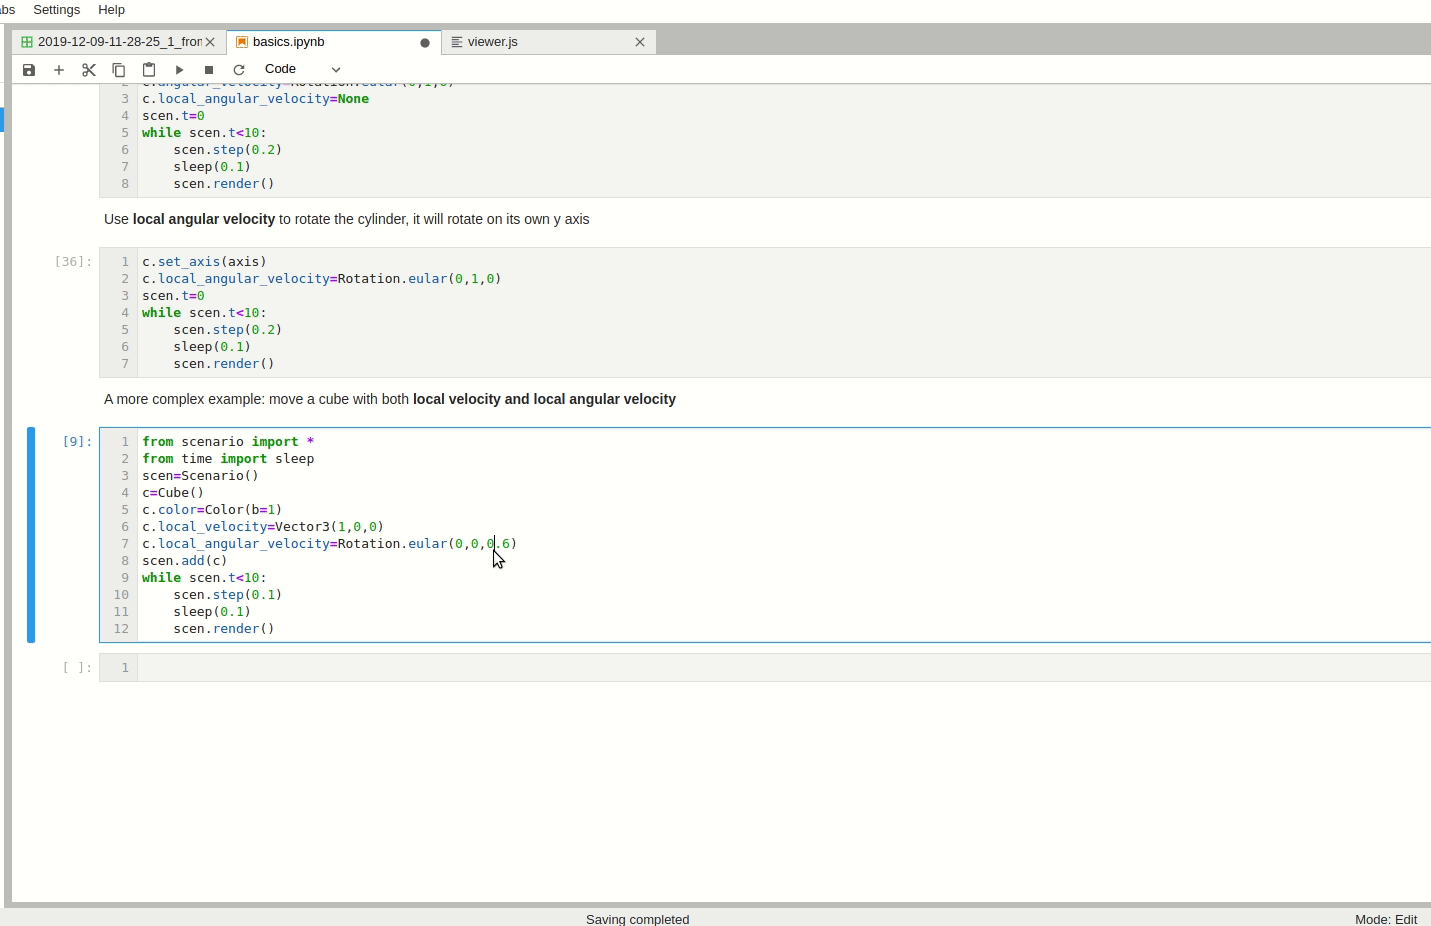 abs Settings Help
2019-12-09-11-28-25_1_fron basics.ipynb viewer.js
Code
2 c.angular_velocity=Rotation.eular(0,1,0)
3 c.local_angular_velocity=None
4 scen.t=0
5 while scen.t<10:
6     scen.step(0.2)
7     sleep(0.1)
8     scen.render()
Use local angular velocity to rotate the cylinder, it will rotate on its own y axis
[36]: 1 c.set_axis(axis)
2 c.local_angular_velocity=Rotation.eular(0,1,0)
3 scen.t=0
4 while scen.t<10:
5     scen.step(0.2)
6     sleep(0.1)
7     scen.render()
A more complex example: move a cube with both local velocity and local angular velocity
[9]: 1 from scenario import *
2 from time import sleep
3 scen=Scenario()
4 c=Cube()
5 c.color=Color(b=1)
6 c.local_velocity=Vector3(1,0,0)
7 c.local_angular_velocity=Rotation.eular(0,0,0.6)
8 scen.add(c)
9 while scen.t<10:
10     scen.step(0.1)
11     sleep(0.1)
12     scen.render()
[ ]: 1
Saving completed Mode: Edit